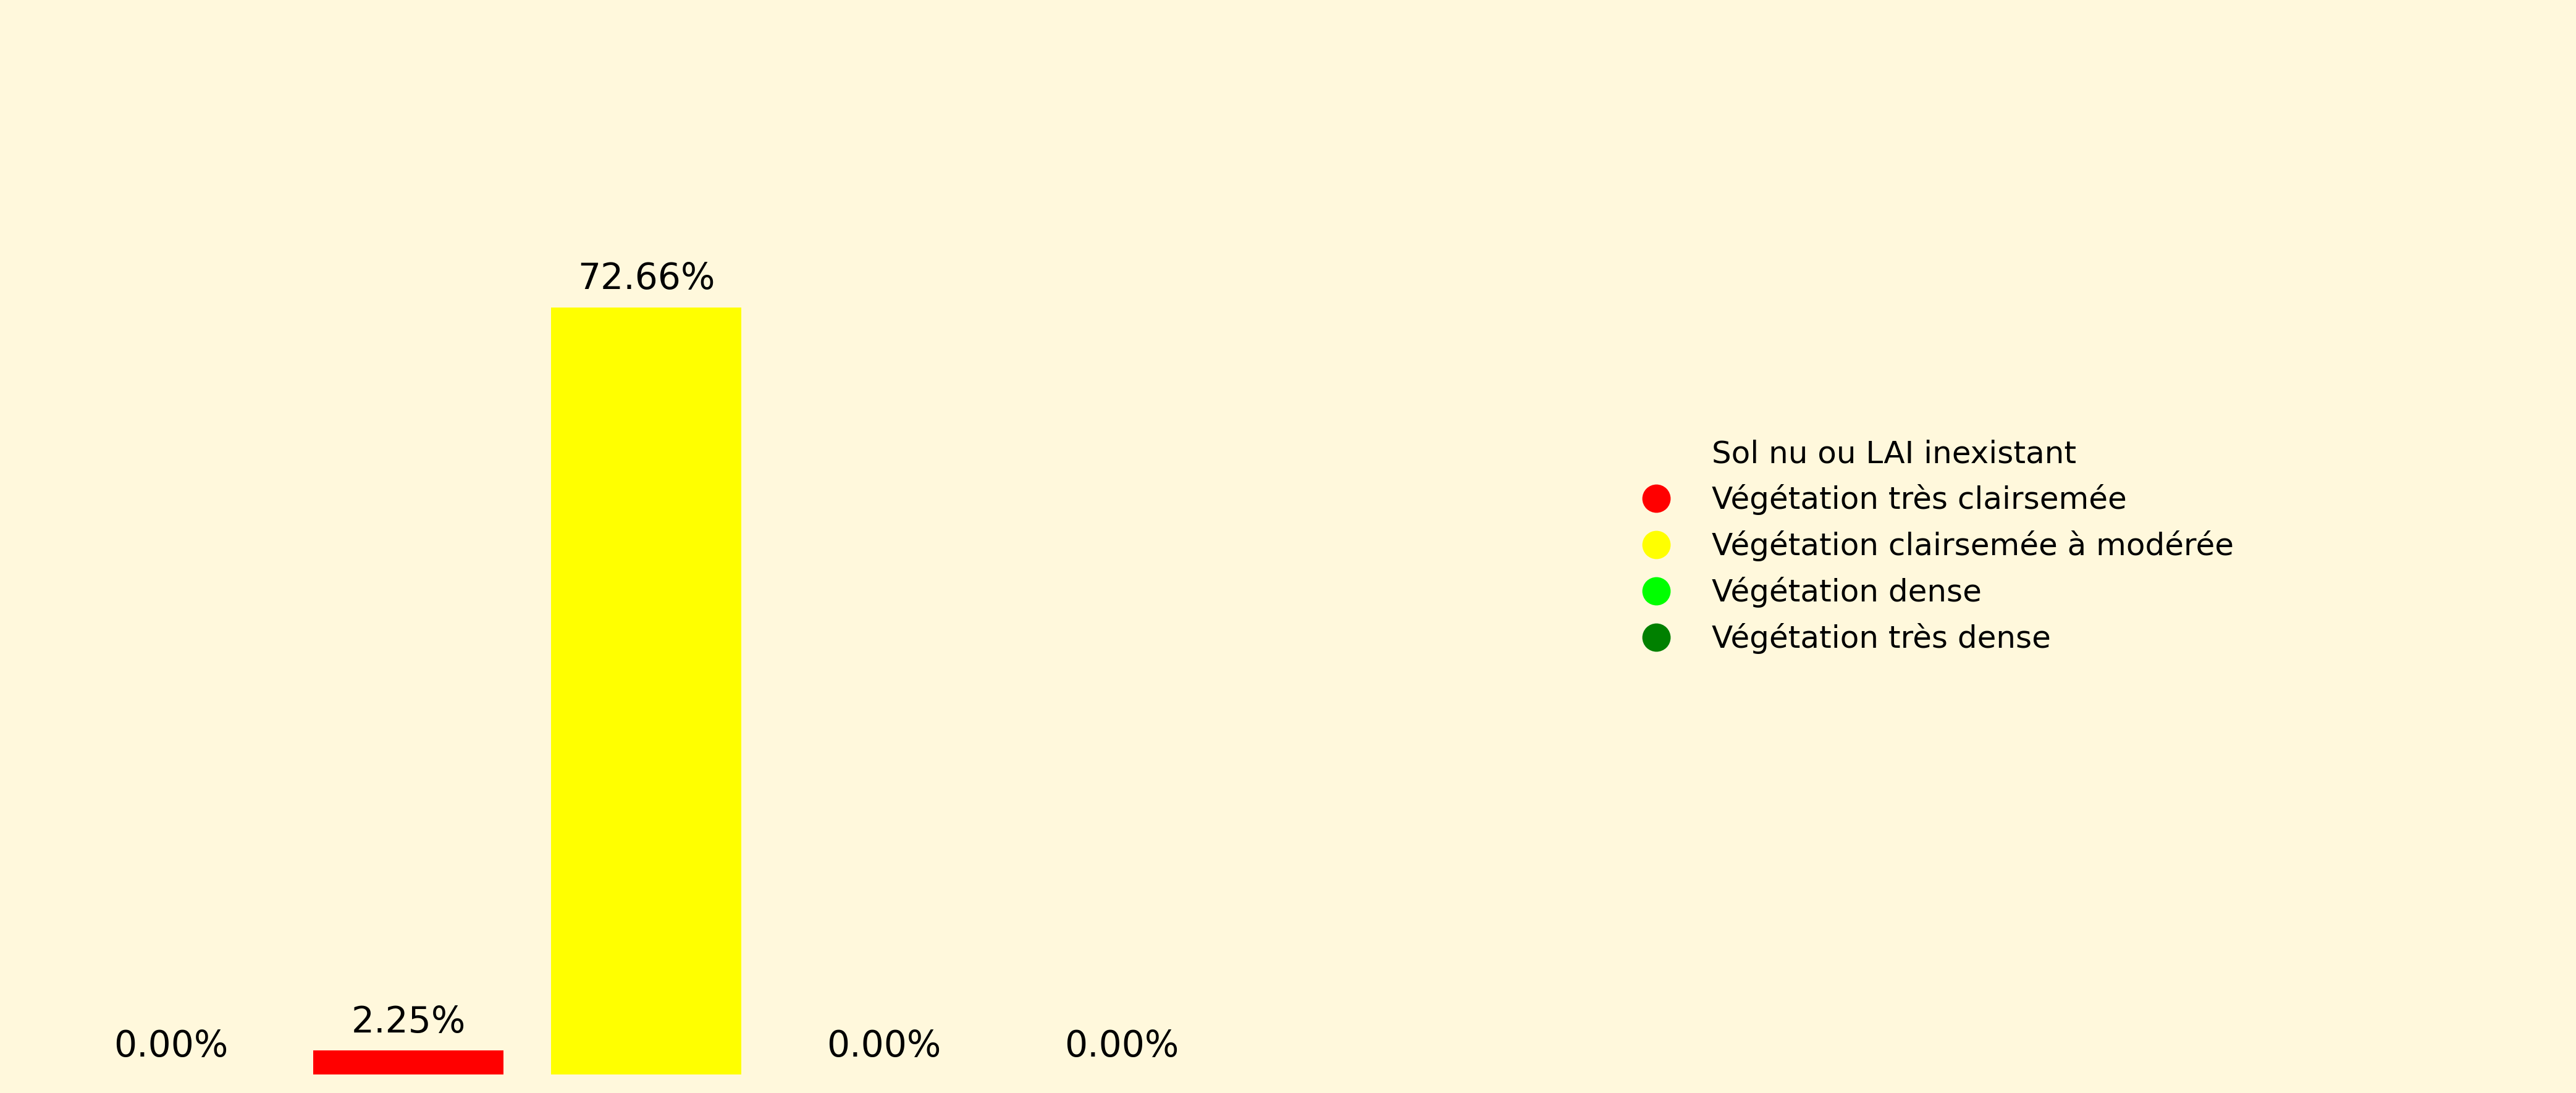 72.66%
2.25%
0.00%
0.00%
0.00%
Sol nu ou LAI inexistant
Végétation très clairsemée
Végétation clairsemée à modérée
Végétation dense
Végétation très dense